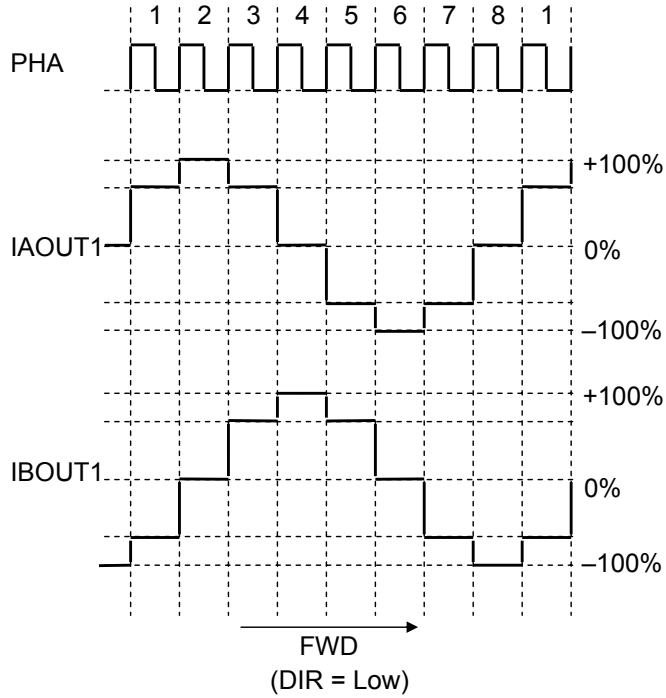 1 2 3 4 5 6 7 8 1
PHA
+100%
IAOUT1
0%
–100%
+100%
IBOUT1
0%
–100%
FWD
(DIR = Low)